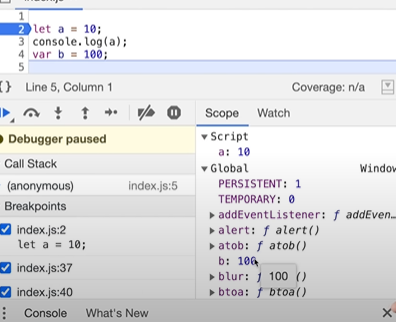 1
2 let a = 10;
3 console.log(a);
4 var b = 100;
5
{} Line 5, Column 1 Coverage: n/a
Scope Watch
Debugger paused
Call Stack
(anonymous) index.js:5
Breakpoints
index.js:2
let a = 10;
index.js:37
index.js:40
Script
a: 10
Global Window
PERSISTENT: 1
TEMPORARY: 0
addEventListener: ƒ addEven…
alert: ƒ alert()
atob: ƒ atob()
b: 100
100
blur: ƒ ()
btoa: ƒ btoa()
Console What's New